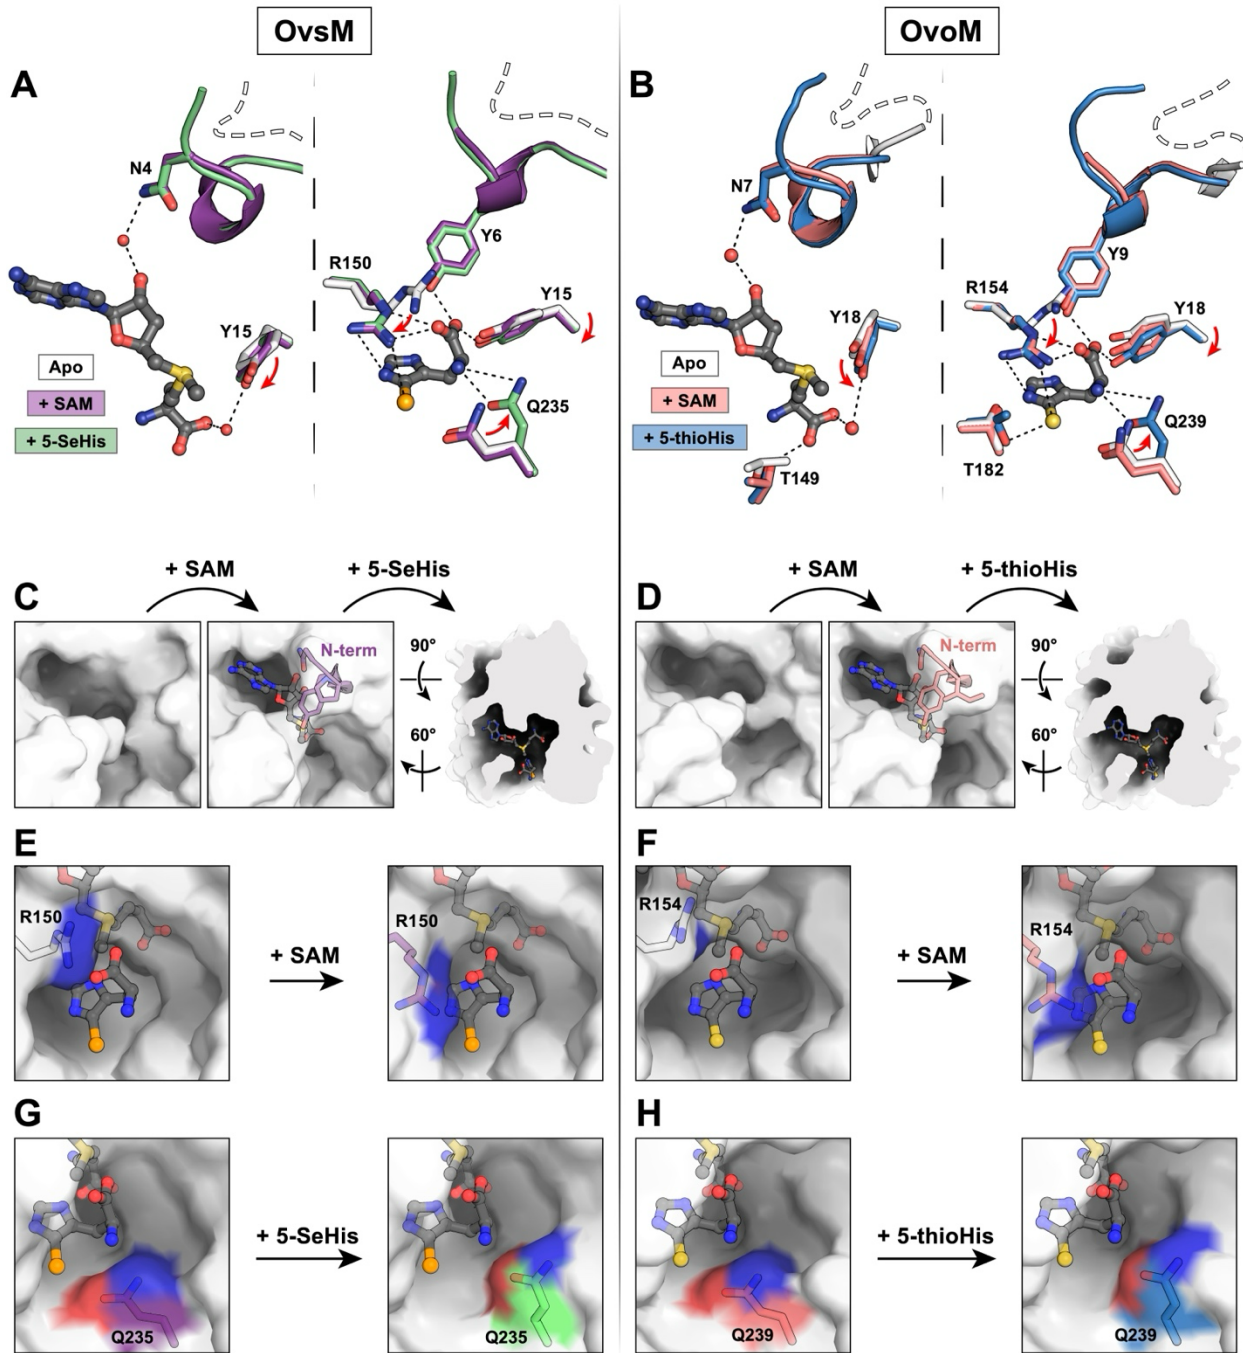 OvsM
OvoM
A
N4
Y15
Apo
+ SAM
+ 5-SeHis
R150
Y6
Y15
Q235
B
N7
Y18
Apo
+ SAM
+ 5-thioHis
T149
R154
Y9
Y18
Q239
T182
C
+ SAM
+ 5-SeHis
N-term
90°
60°
D
+ SAM
+ 5-thioHis
N-term
90°
60°
E
R150
+ SAM
R150
F
R154
+ SAM
R154
G
Q235
+ 5-SeHis
Q235
H
Q239
+ 5-thioHis
Q239